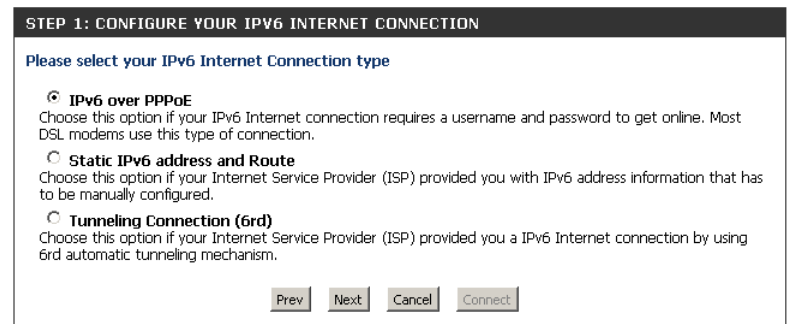 STEP 1: CONFIGURE YOUR IPV6 INTERNET CONNECTION
Please select your IPv6 Internet Connection type
IPv6 over PPPoE
Choose this option if your IPv6 Internet connection requires a username and password to get online. Most
DSL modems use this type of connection.
Static IPv6 address and Route
Choose this option if your Internet Service Provider (ISP) provided you with IPv6 address information that has
to be manually configured.
Tunneling Connection (6rd)
Choose this option if your Internet Service Provider (ISP) provided you a IPv6 Internet connection by using
6rd automatic tunneling mechanism.
Prev Next Cancel Connect